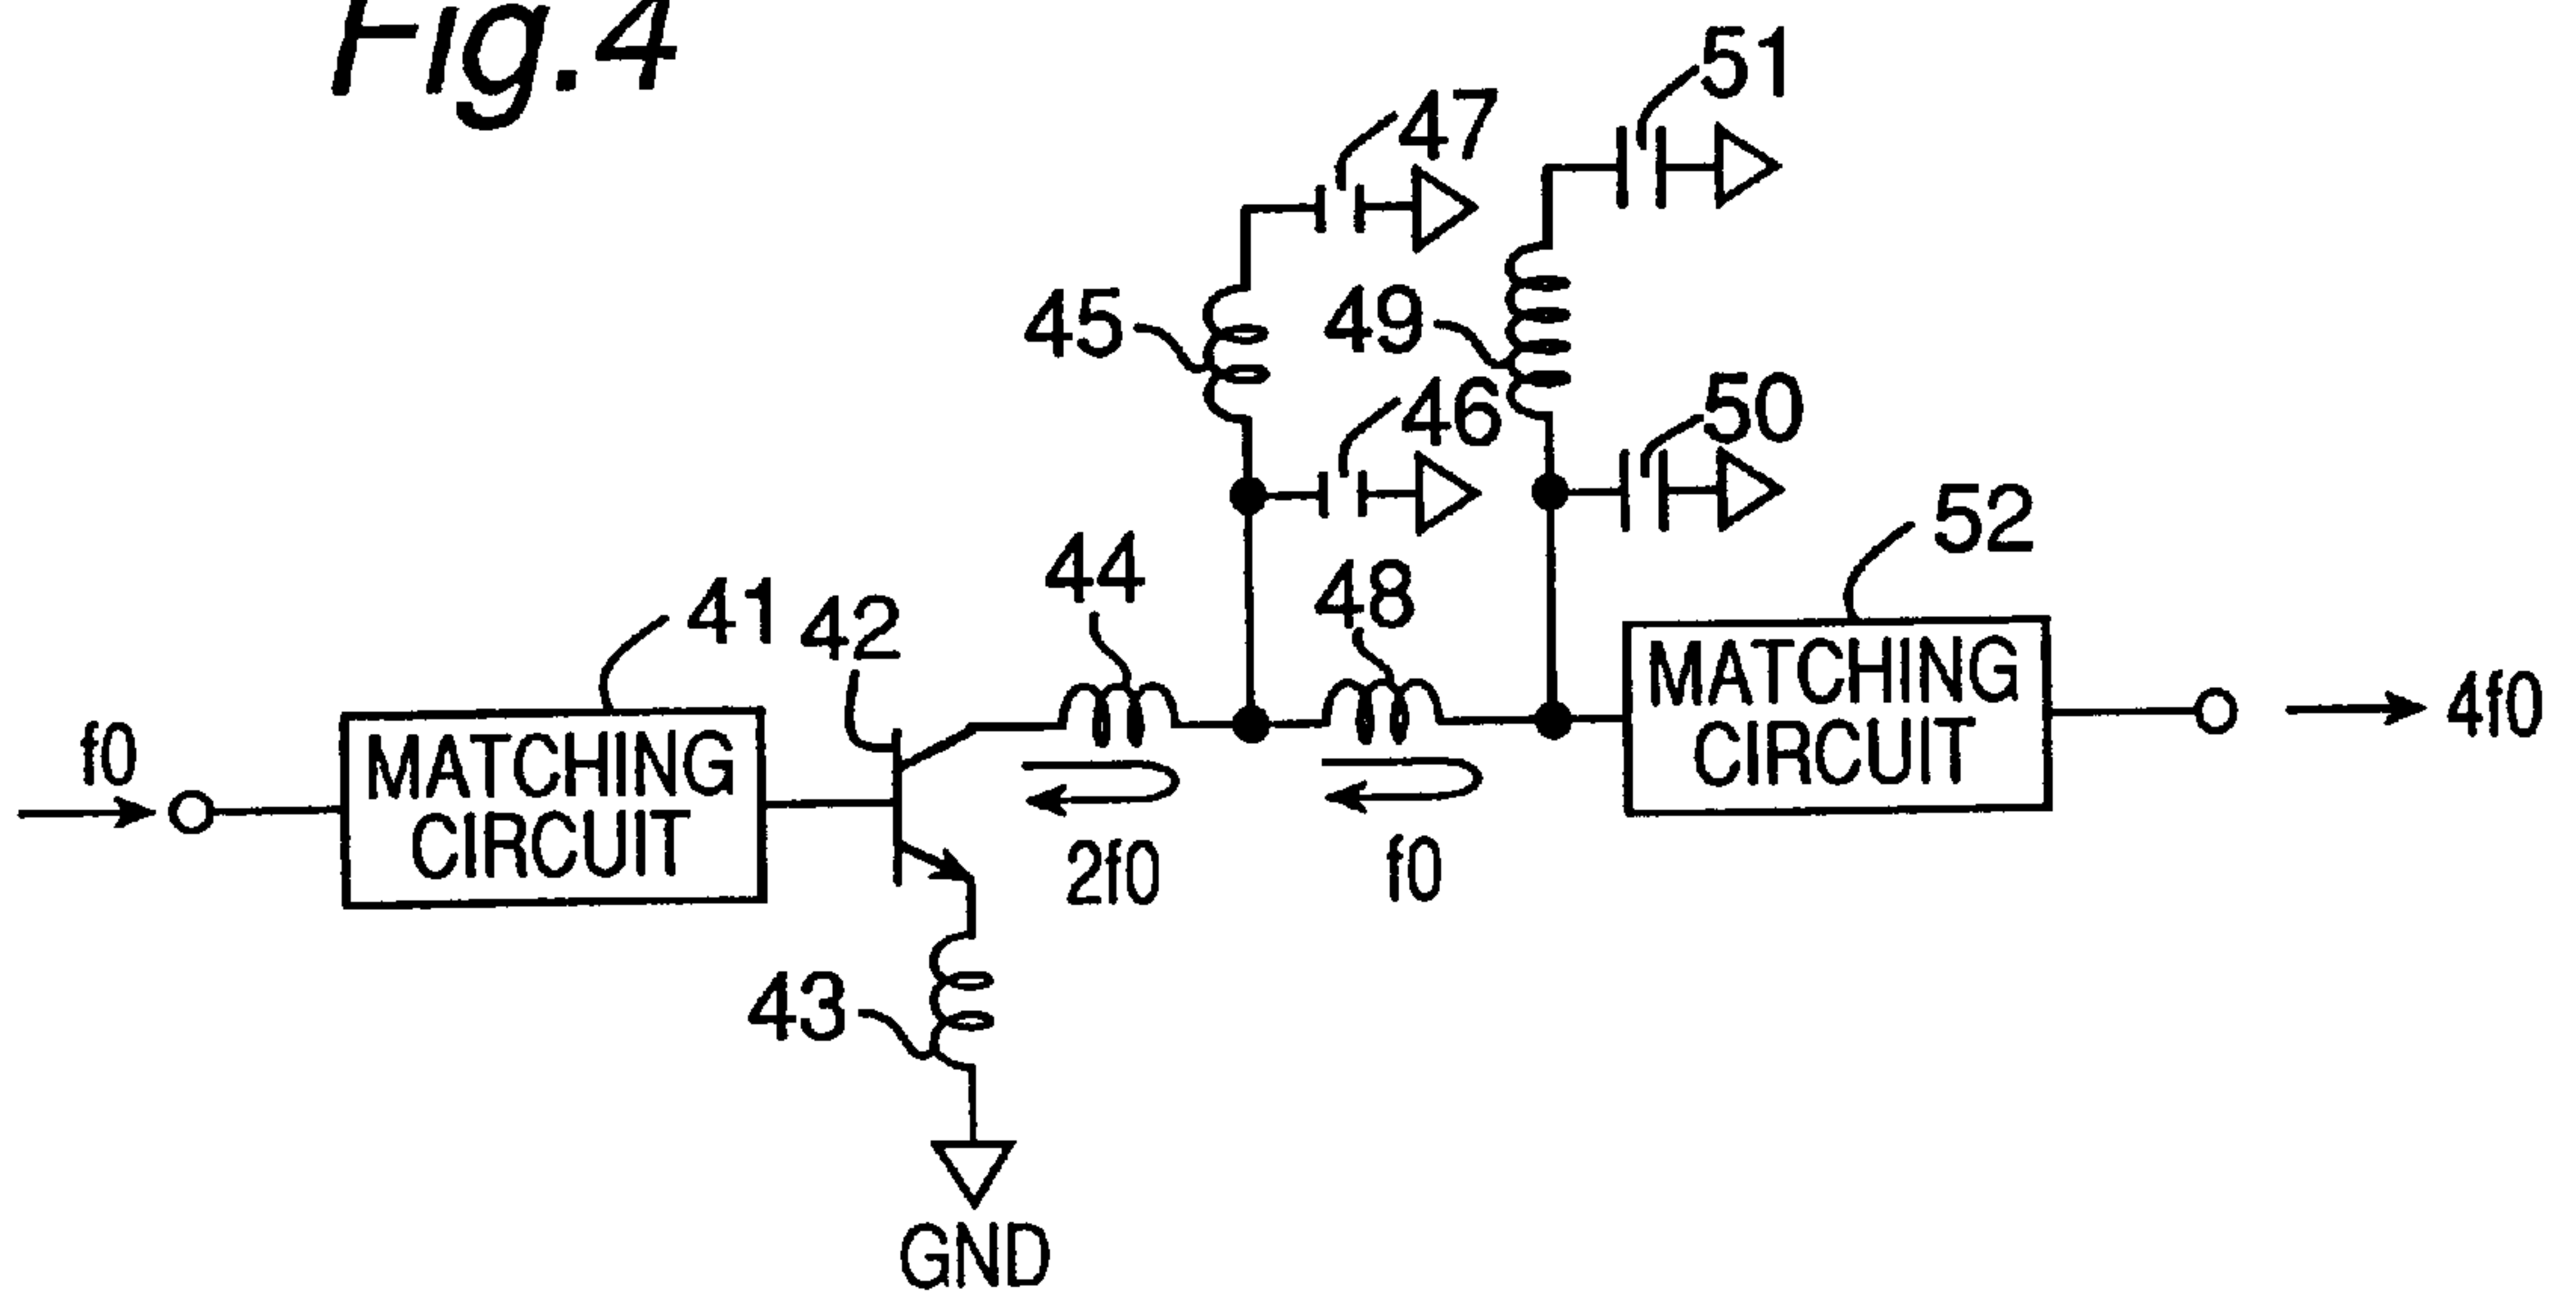 Fig.4
51
47
45
49
46
50
52
44
48
41
42
MATCHING
CIRCUIT
4f0
f0
MATCHING
CIRCUIT
2f0
f0
43
GND